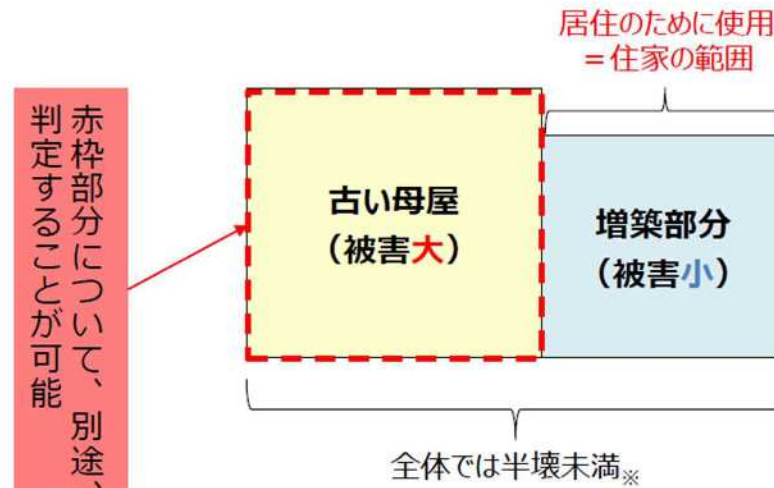 居住のために使用
＝住家の範囲
赤枠部分について、別途、
判定することが可能
古い母屋
（被害大）
増築部分
（被害小）
全体では半壊未満※